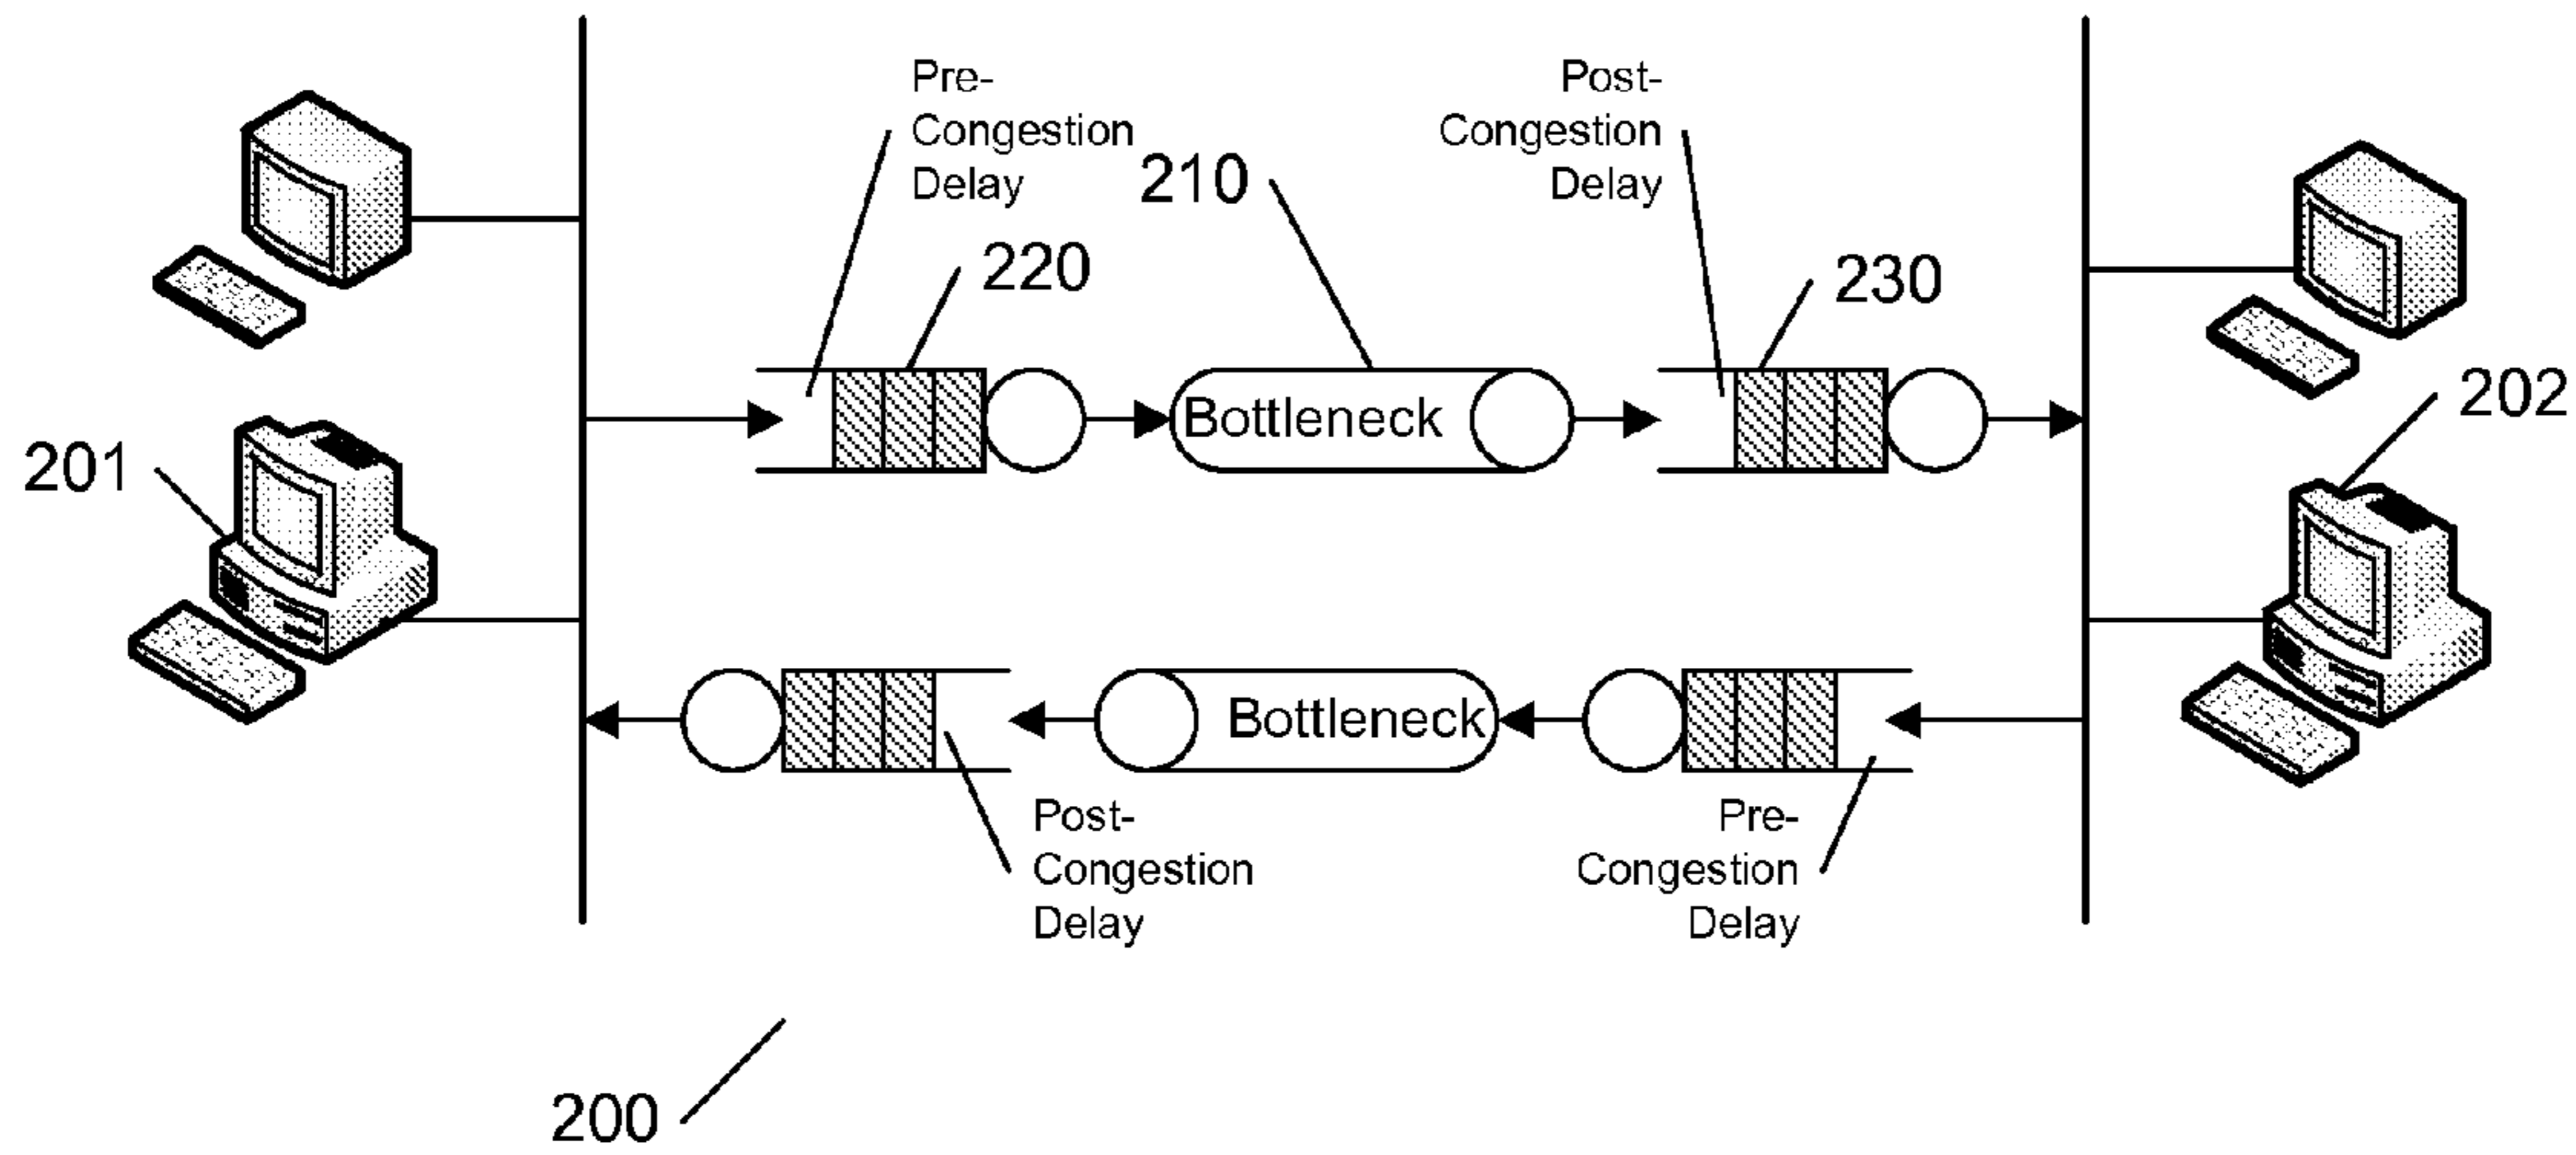 Pre-
Congestion
Delay
Post-
Congestion
Delay
210
220
230
202
201
Bottleneck
Bottleneck
Post-
Congestion
Delay
Pre-
Congestion
Delay
200